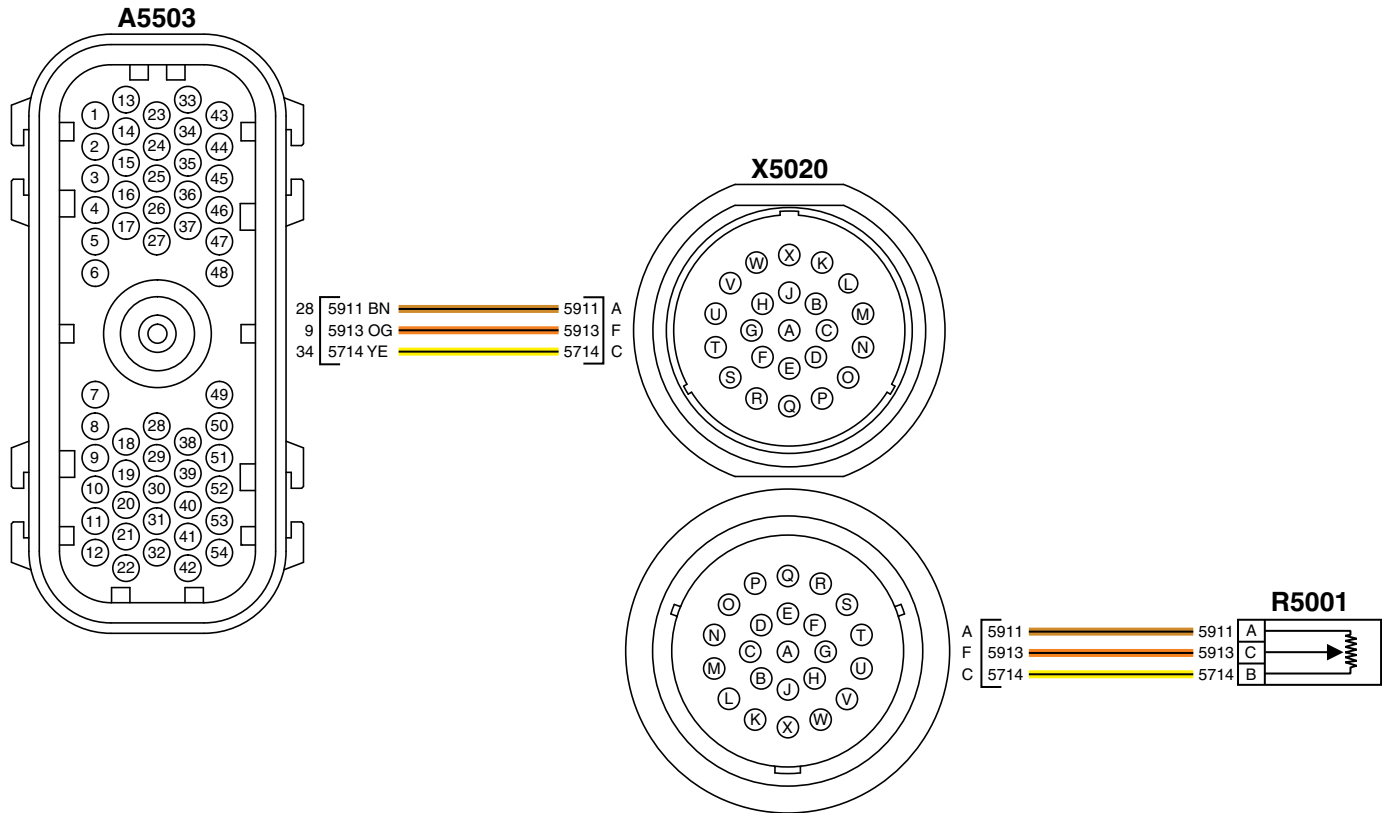 A5503
13 33
1 23 43
14 34
2 24 44
15 35
3 25 45
16 36
4 26 46
17 37
5 27 47
6 48
7 49
8 28 50
18 38
9 29 51
19 39
10 30 52
20 40
11 31 53
21 41
12 32 54
22 42
28 5911 BN 5911 A
9 5913 OG 5913 F
34 5714 YE 5714 C
X5020
X
W K
V L
J
H B
U M
G A C
T N
F D
E
S O
R P
Q
Q
P R
O S
E
D F
N T
C A G
M U
B H
J
L V
K W
X
R5001
A 5911 5911 A
F 5913 5913 C
C 5714 5714 B